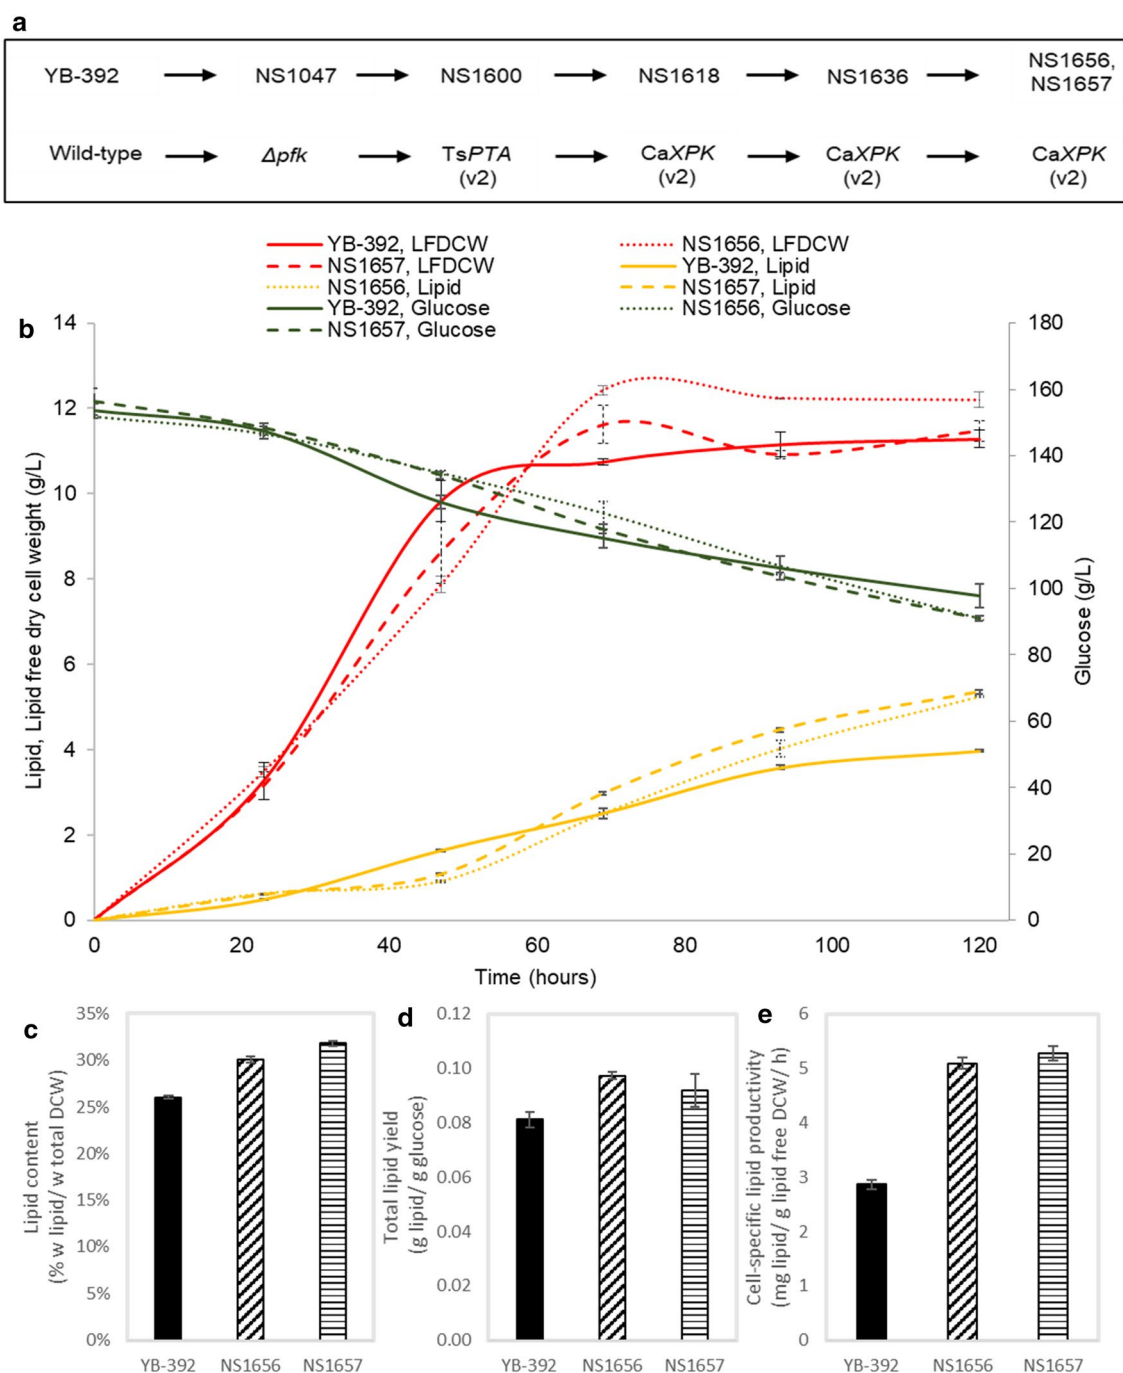 a
YB-392 NS1047 NS1600 NS1618 NS1636 NS1656,
NS1657
Wild-type Δpfk TsPTA CaXPK CaXPK CaXPK
(v2) (v2) (v2) (v2)
YB-392, LFDCW NS1656, LFDCW
NS1657, LFDCW YB-392, Lipid
NS1656, Lipid NS1657, Lipid
YB-392, Glucose NS1656, Glucose
NS1657, Glucose
b
Lipid, Lipid free dry cell weight (g/L)
14
12
10
8
6
4
2
0
180
160
140
120
100
80
60
40
20
0
Glucose (g/L)
0 20 40 60 80 100 120
Time (hours)
c
Lipid content
(% w lipid/ w total DCW)
35%
30%
25%
20%
15%
10%
5%
0%
YB-392 NS1656 NS1657
d
Total lipid yield
(g lipid/ g glucose)
0.12
0.10
0.08
0.06
0.04
0.02
0.00
YB-392 NS1656 NS1657
e
Cell-specific lipid productivity
(mg lipid/ g lipid free DCW/ h)
6
5
4
3
2
1
0
YB-392 NS1656 NS1657